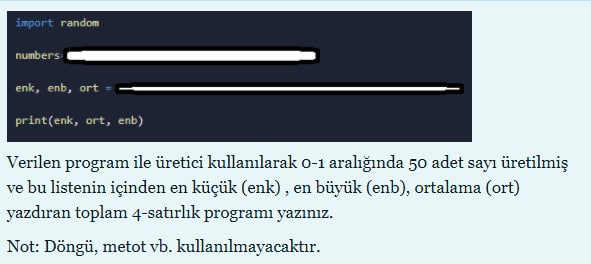 import random
numbers
enk, enb, ort =
print(enk, ort, enb)
Verilen program ile üretici kullanılarak 0-1 aralığında 50 adet sayı üretilmiş
ve bu listenin içinden en küçük (enk) , en büyük (enb), ortalama (ort)
yazdıran toplam 4-satırlık programı yazınız.
Not: Döngü, metot vb. kullanılmayacaktır.